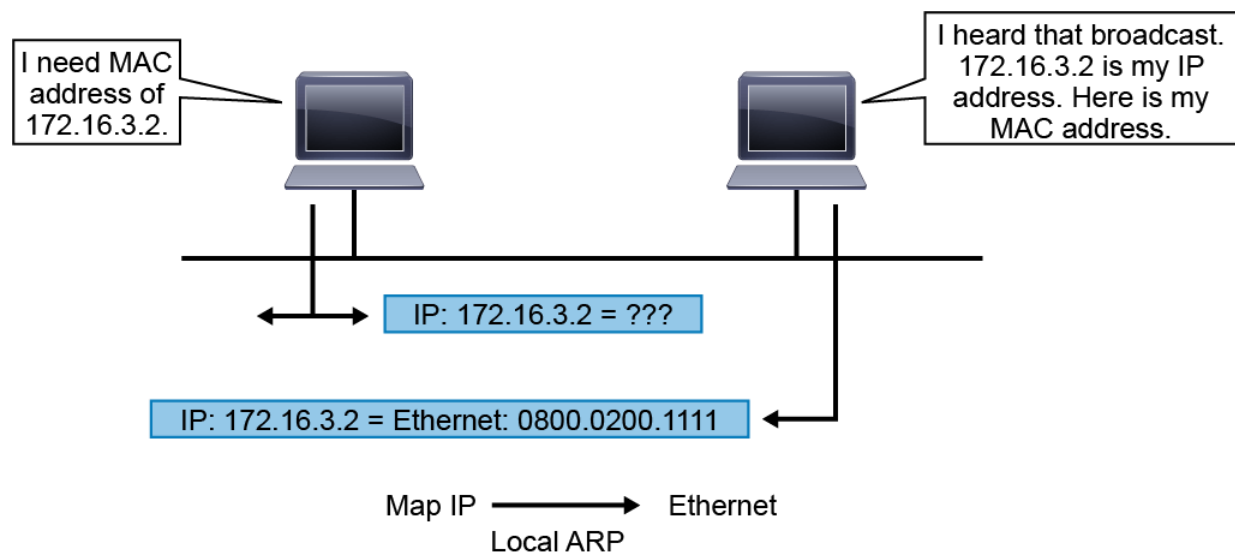 I need MAC
address of
172.16.3.2.
I heard that broadcast.
172.16.3.2 is my IP
address. Here is my
MAC address.
IP: 172.16.3.2 = ???
IP: 172.16.3.2 = Ethernet: 0800.0200.1111
Map IP Ethernet
Local ARP